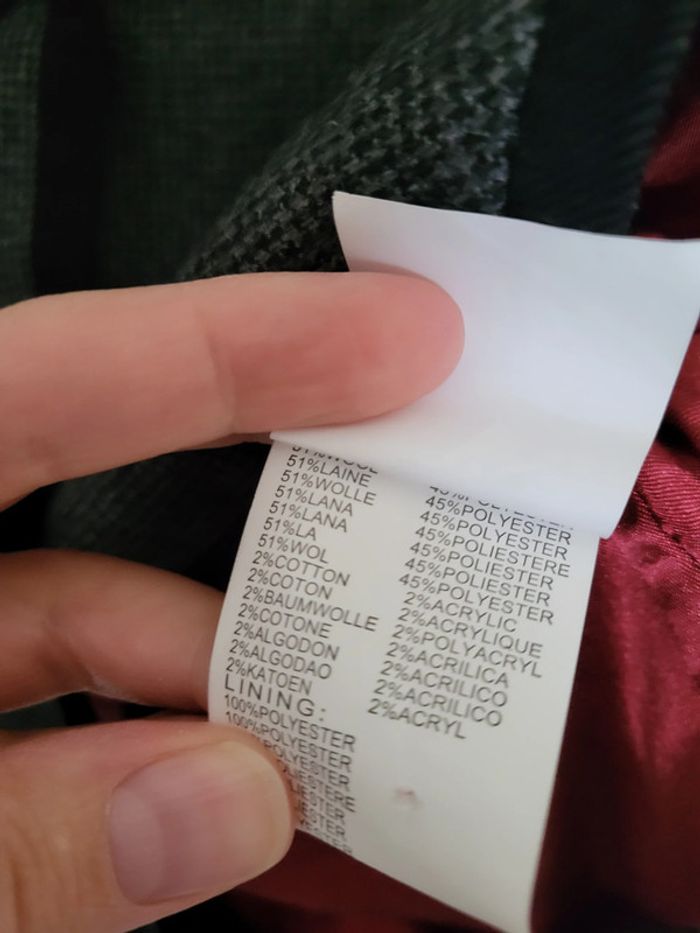 51%WOOL
51%LAINE
51%WOLLE
51%LANA
51%LANA
51%LA
51%WOL
2%COTTON
2%COTON
2%BAUMWOLLE
2%COTONE
2%ALGODON
2%ALGODAO
2%KATOEN
LINING:
100%POLYESTER
100%POLYESTER
45%POLYESTER
45%POLYESTER
45%POLIESTERE
45%POLIESTER
45%POLIESTER
45%POLYESTER
2%ACRYLIC
2%ACRYLIQUE
2%POLYACRYL
2%ACRILICA
2%ACRILICO
2%ACRILICO
2%ACRYL